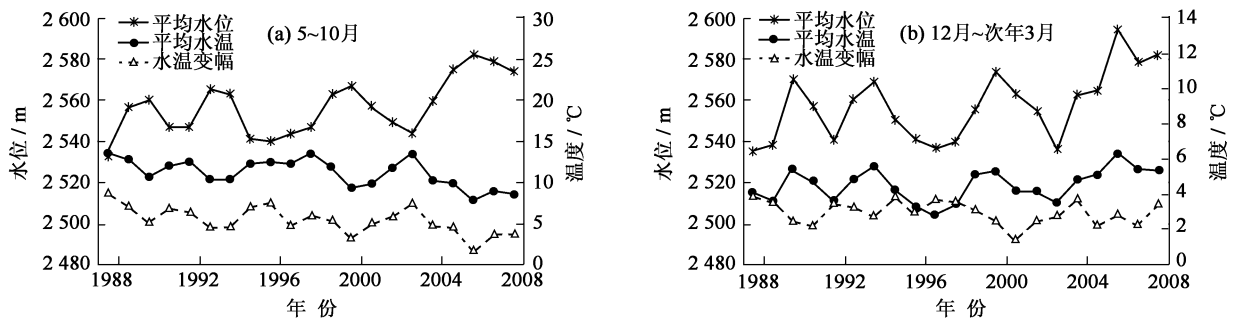 2 600
2 580
2 560
2 540
2 520
2 500
2 480
水位 / m
平均水位
平均水温
水温变幅
(a) 5~10月
30
25
20
15
10
5
0
温度 / ℃
1988 1992 1996 2000 2004 2008
年 份
2 600
2 580
2 560
2 540
2 520
2 500
2 480
水位 / m
平均水位
平均水温
水温变幅
(b) 12月~次年3月
14
12
10
8
6
4
2
0
温度 / ℃
1988 1992 1996 2000 2004 2008
年 份